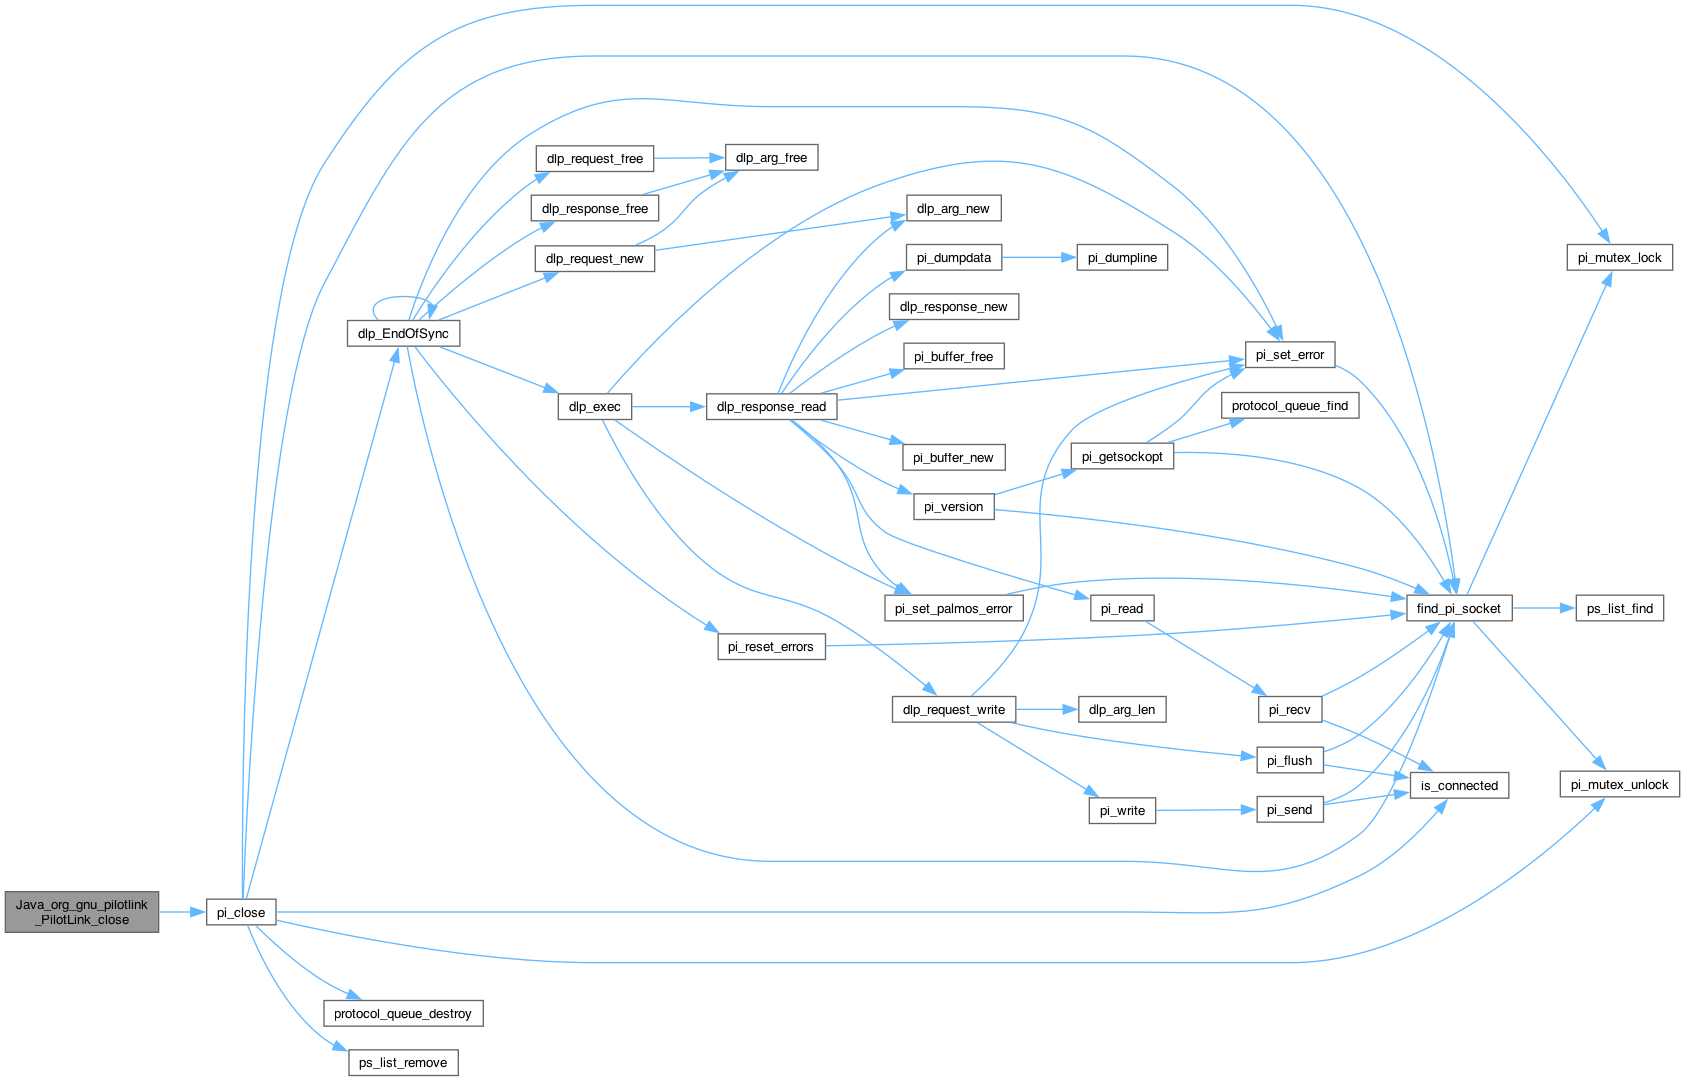 dlp_request_free
dlp_arg_free
dlp_response_free
dlp_arg_new
dlp_request_new
pi_dumpdata
pi_dumpline
pi_mutex_lock
dlp_response_new
dlp_EndOfSync
pi_buffer_free
pi_set_error
dlp_exec
dlp_response_read
protocol_queue_find
pi_buffer_new
pi_getsockopt
pi_version
pi_set_palmos_error
pi_read
find_pi_socket
ps_list_find
pi_reset_errors
dlp_request_write
dlp_arg_len
pi_recv
pi_flush
is_connected
pi_mutex_unlock
pi_write
pi_send
Java_org_gnu_pilotlink
_PilotLink_close
pi_close
protocol_queue_destroy
ps_list_remove